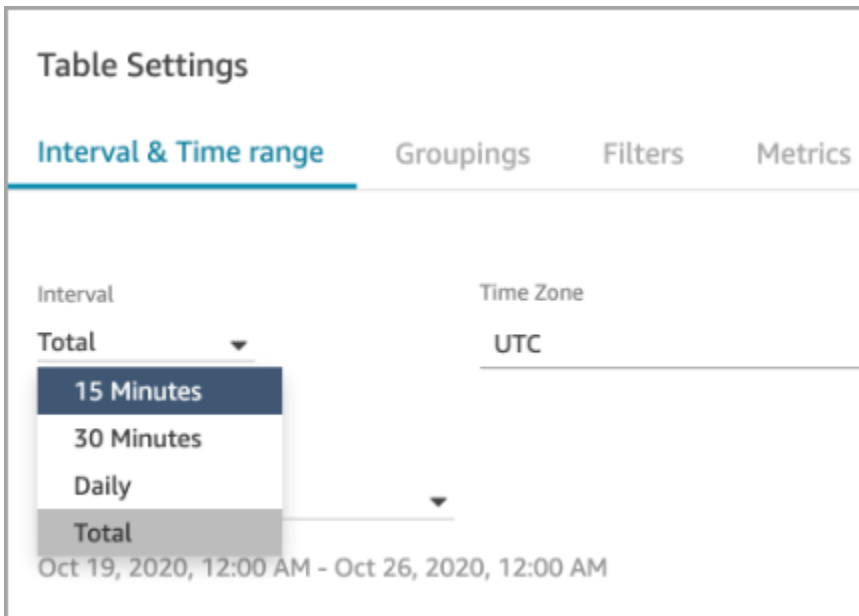 Table Settings
Interval & Time range Groupings Filters Metrics
Interval Time Zone
Total UTC
15 Minutes
30 Minutes
Daily
Total
Oct 19, 2020, 12:00 AM - Oct 26, 2020, 12:00 AM